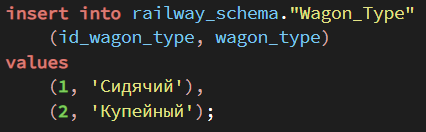 insert into railway_schema."Wagon_Type"
(id_wagon_type, wagon_type)
values
(1, 'Сидячий'),
(2, 'Купейный');